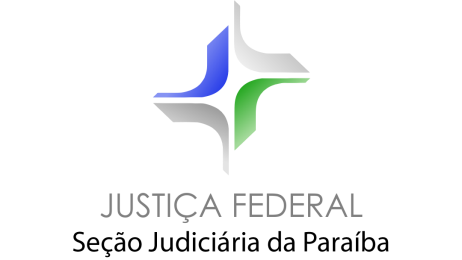 JUSTIÇA FEDERAL
Seção Judiciária da Paraíba